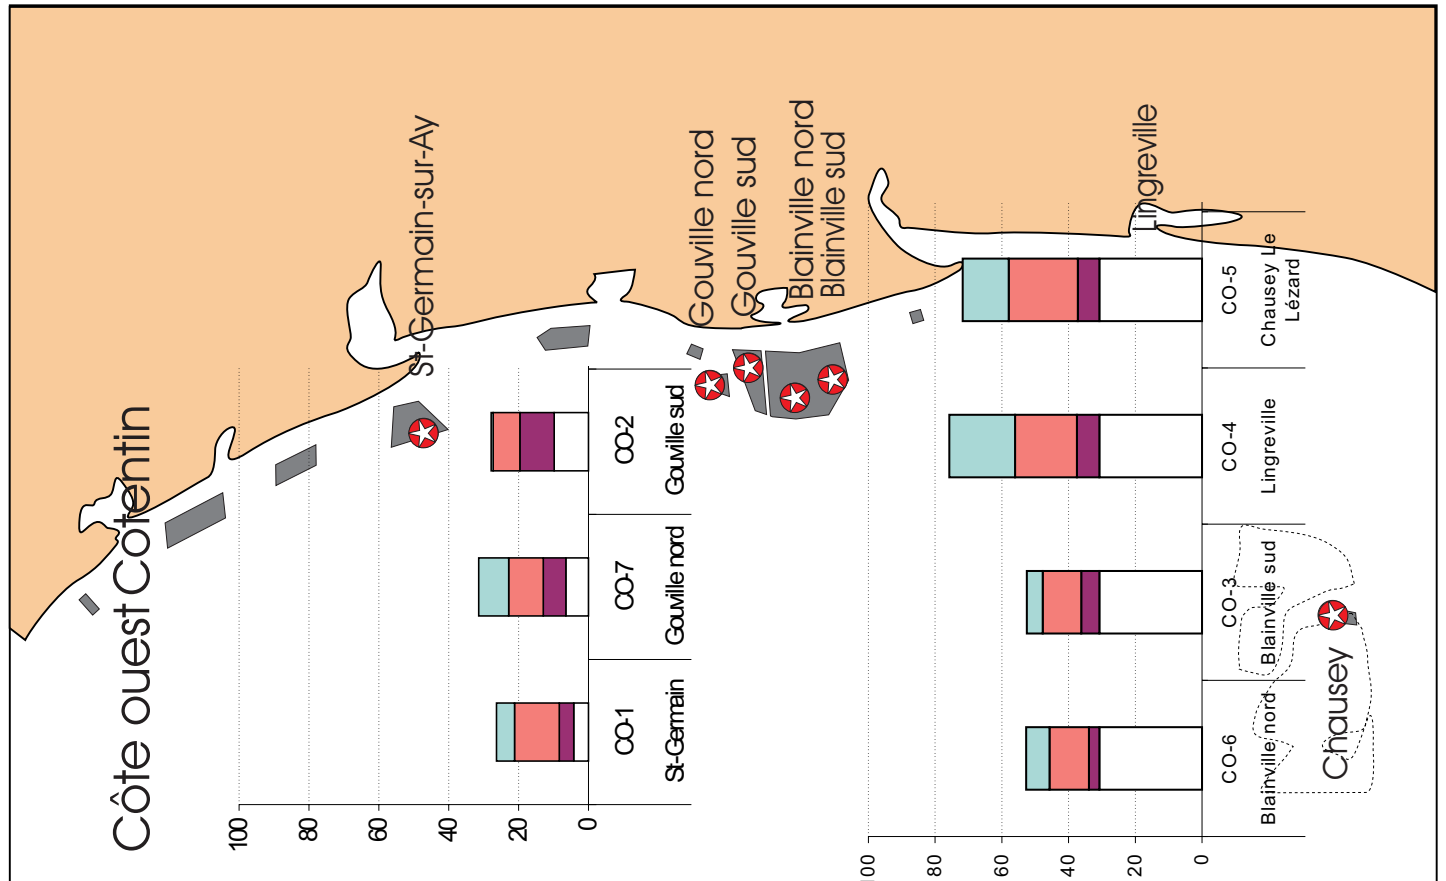 Côte ouest Cotentin
St-Germain-sur-Ay
Gouville nord
Gouville sud
Blainville nord
Blainville sud
Lingreville
Chausey
100
80
60
40
20
0
CO-1
St-Germain
CO-7
Gouville nord
CO-2
Gouville sud
00
80
60
40
20
0
CO-6
Blainville nord
CO-3
Blainville sud
CO-4
Lingreville
CO-5
Chausey Le
Lézard